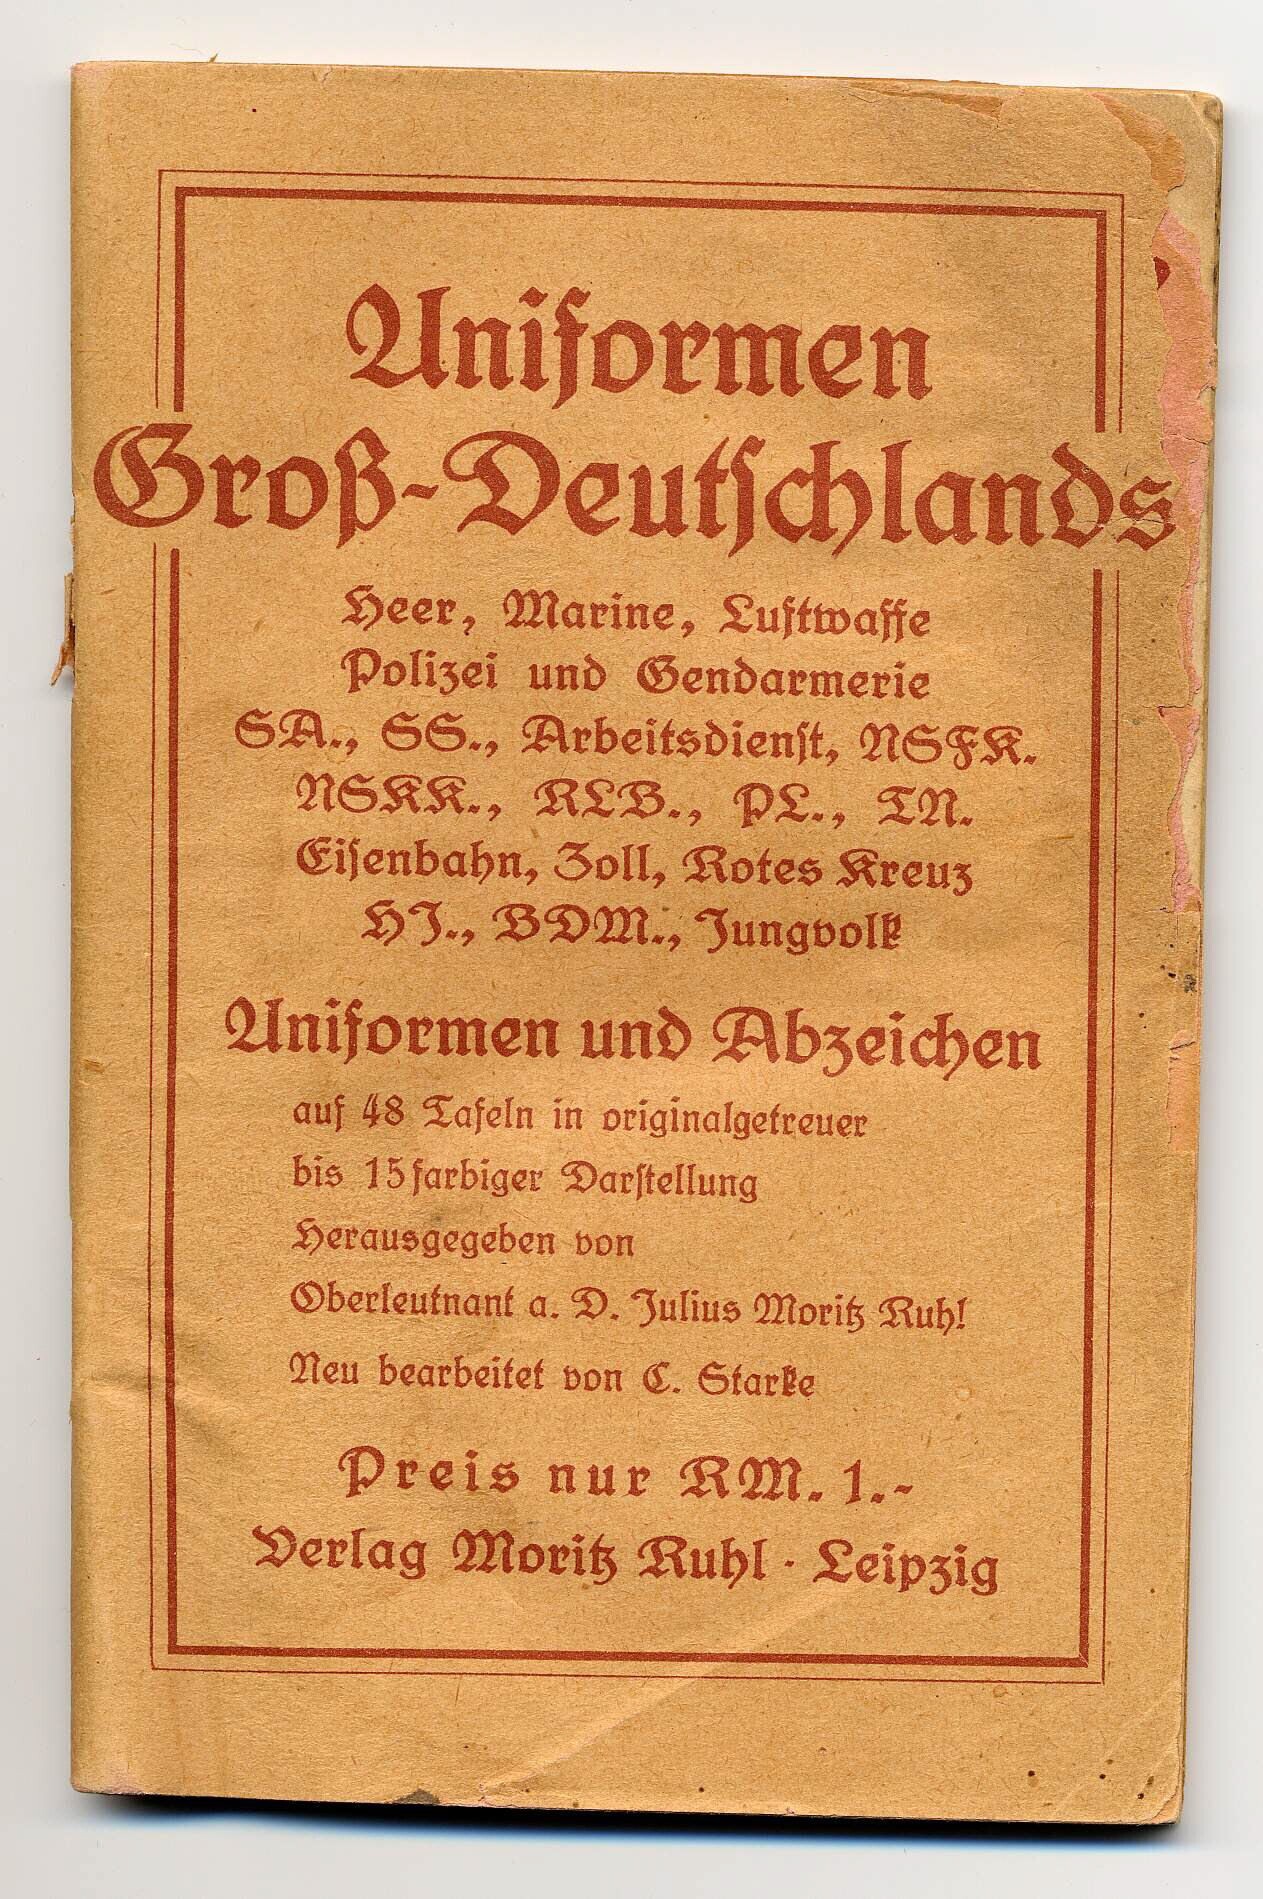 Uniformen
Groß-Deutschlands
Heer, Marine, Luftwaffe
Polizei und Gendarmerie
SA., SS., Arbeitsdienst, NSFK.
NSKK., RLB., PL., TN.
Eisenbahn, Zoll, Rotes Kreuz
HJ., BDM., Jungvolk
Uniformen und Abzeichen
auf 48 Tafeln in originalgetreuer
bis 15farbiger Darstellung
Herausgegeben von
Oberleutnant a. D. Julius Moritz Ruhl
Neu bearbeitet von C. Starke
Preis nur RM. 1.-
Verlag Moritz Ruhl · Leipzig